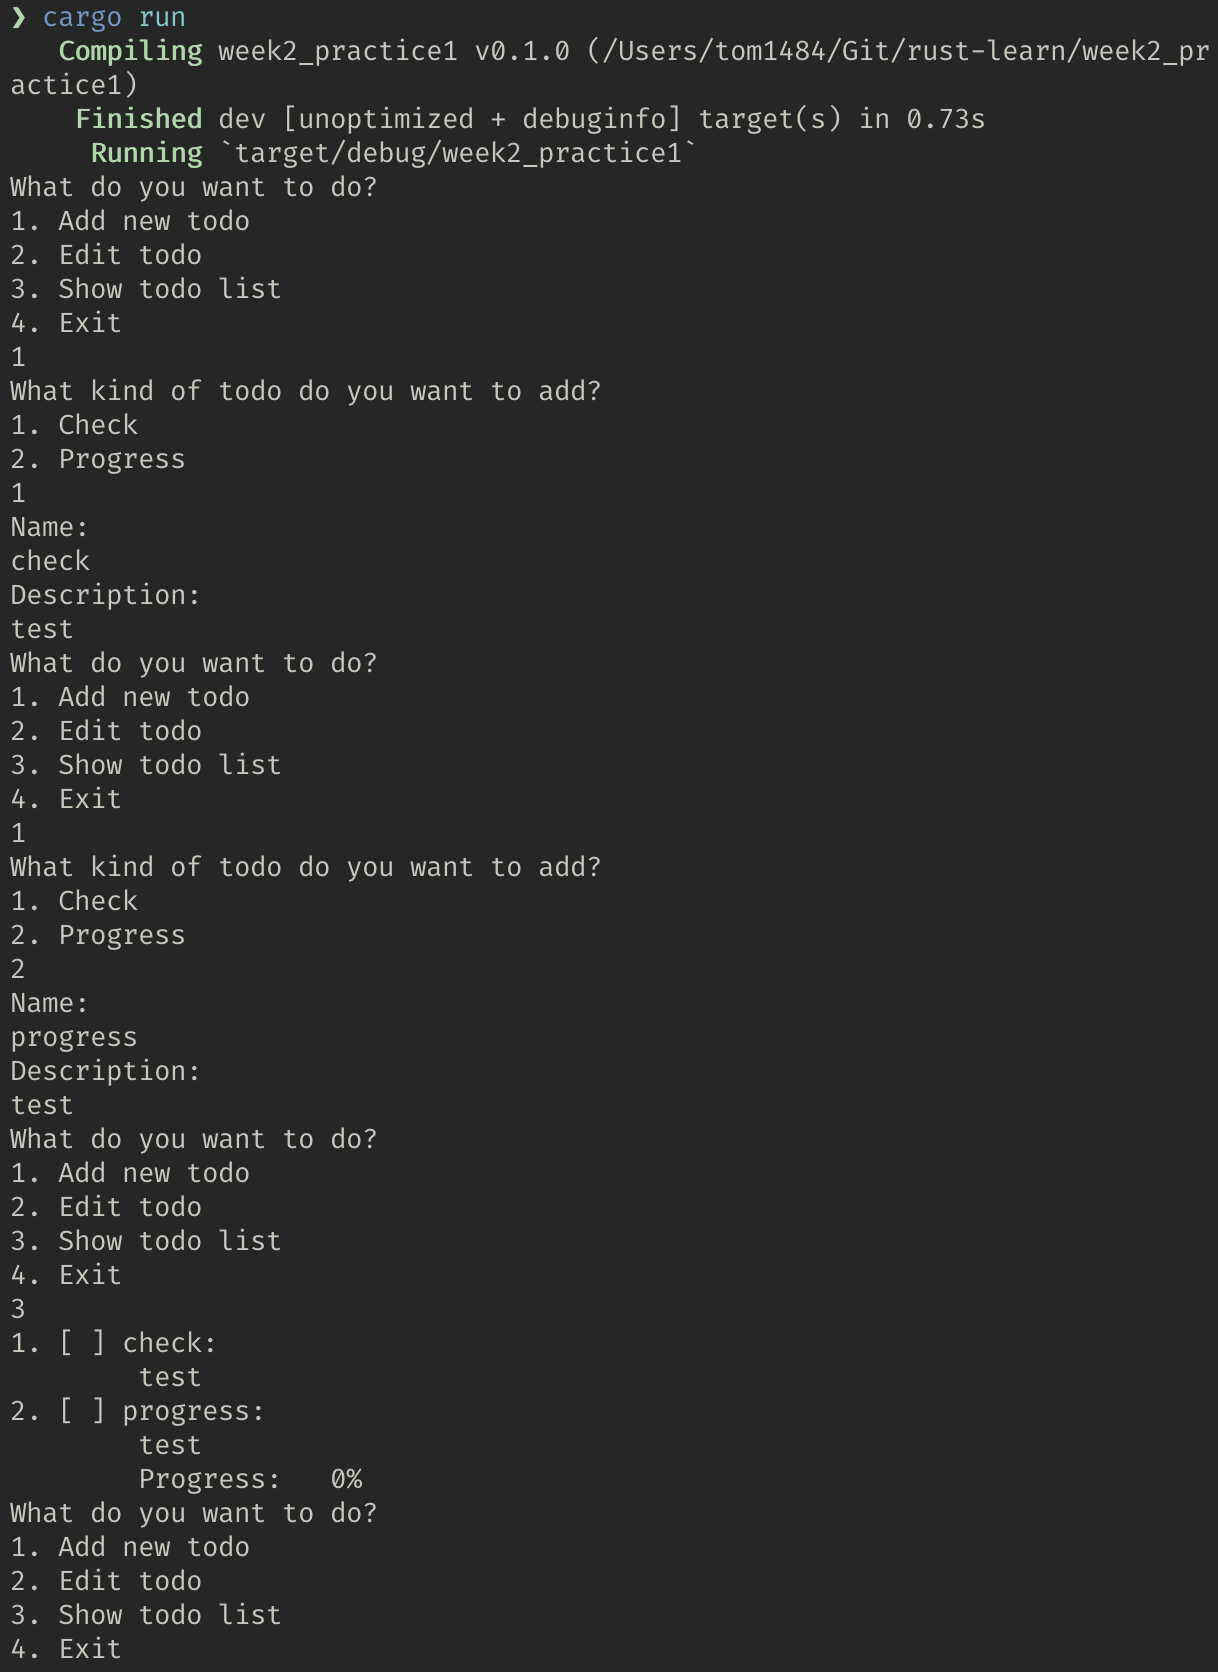 ❯ cargo run
   Compiling week2_practice1 v0.1.0 (/Users/tom1484/Git/rust-learn/week2_pr
actice1)
    Finished dev [unoptimized + debuginfo] target(s) in 0.73s
     Running `target/debug/week2_practice1`
What do you want to do?
1. Add new todo
2. Edit todo
3. Show todo list
4. Exit
1
What kind of todo do you want to add?
1. Check
2. Progress
1
Name:
check
Description:
test
What do you want to do?
1. Add new todo
2. Edit todo
3. Show todo list
4. Exit
1
What kind of todo do you want to add?
1. Check
2. Progress
2
Name:
progress
Description:
test
What do you want to do?
1. Add new todo
2. Edit todo
3. Show todo list
4. Exit
3
1. [ ] check:
        test
2. [ ] progress:
        test
        Progress:   0%
What do you want to do?
1. Add new todo
2. Edit todo
3. Show todo list
4. Exit